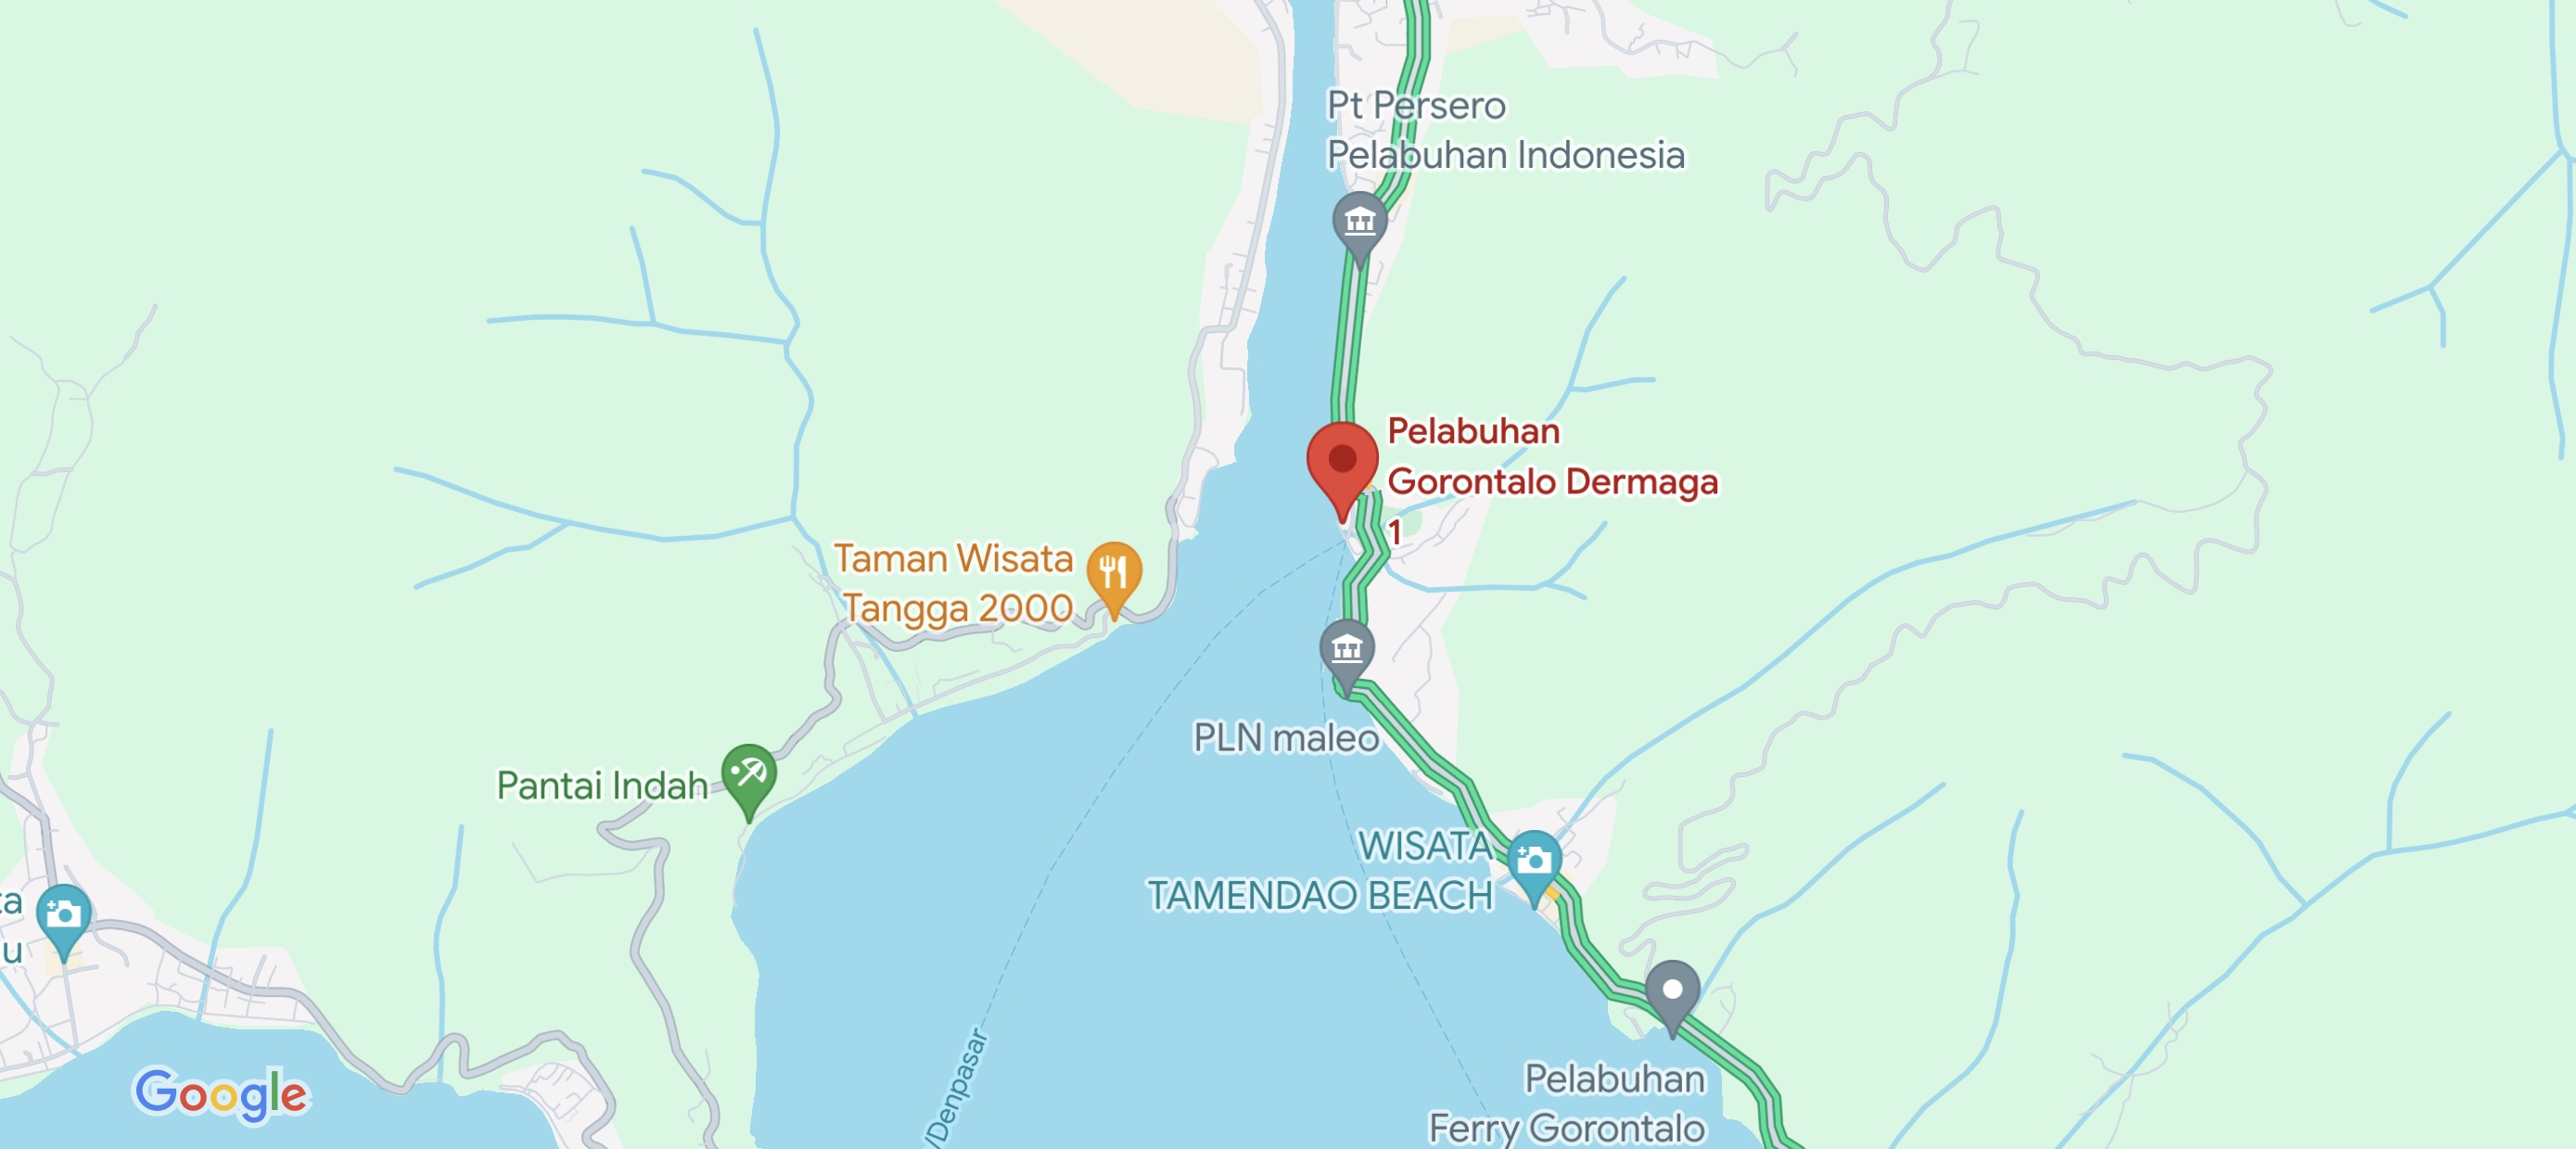 Pt Persero
Pelabuhan Indonesia
Pelabuhan
Gorontalo Dermaga
1
Taman Wisata
Tangga 2000
PLN maleo
Pantai Indah
WISATA
TAMENDAO BEACH
ta
u
/Denpasar
Pelabuhan
Ferry Gorontalo
Google